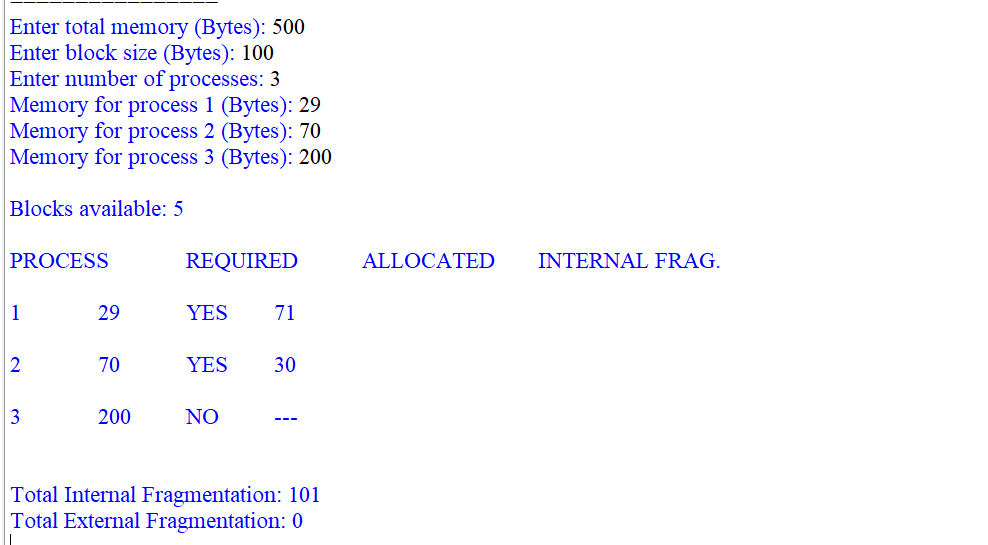 Enter total memory (Bytes): 500
Enter block size (Bytes): 100
Enter number of processes: 3
Memory for process 1 (Bytes): 29
Memory for process 2 (Bytes): 70
Memory for process 3 (Bytes): 200
Blocks available: 5
PROCESS REQUIRED ALLOCATED INTERNAL FRAG.
1 29 YES 71
2 70 YES 30
3 200 NO ---
Total Internal Fragmentation: 101
Total External Fragmentation: 0